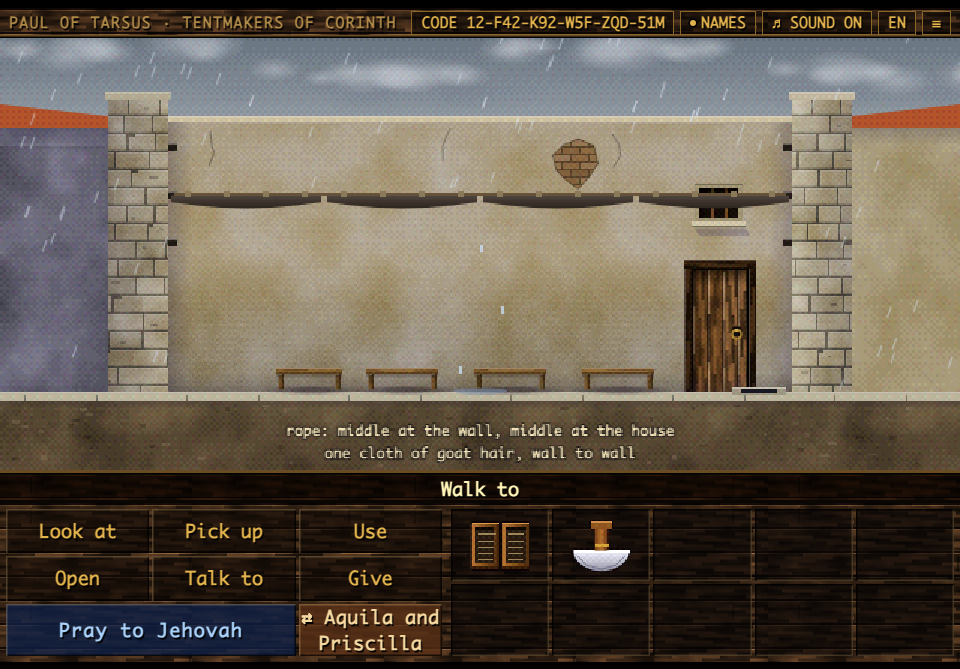 PAUL OF TARSUS · TENTMAKERS OF CORINTH CODE 12-F42-K92-W5F-ZQD-51M • NAMES ♬ SOUND ON EN ≡
rope: middle at the wall, middle at the house
one cloth of goat hair, wall to wall
Walk to
Look at Pick up Use
Open Talk to Give
Pray to Jehovah ⇄ Aquila and
Priscilla